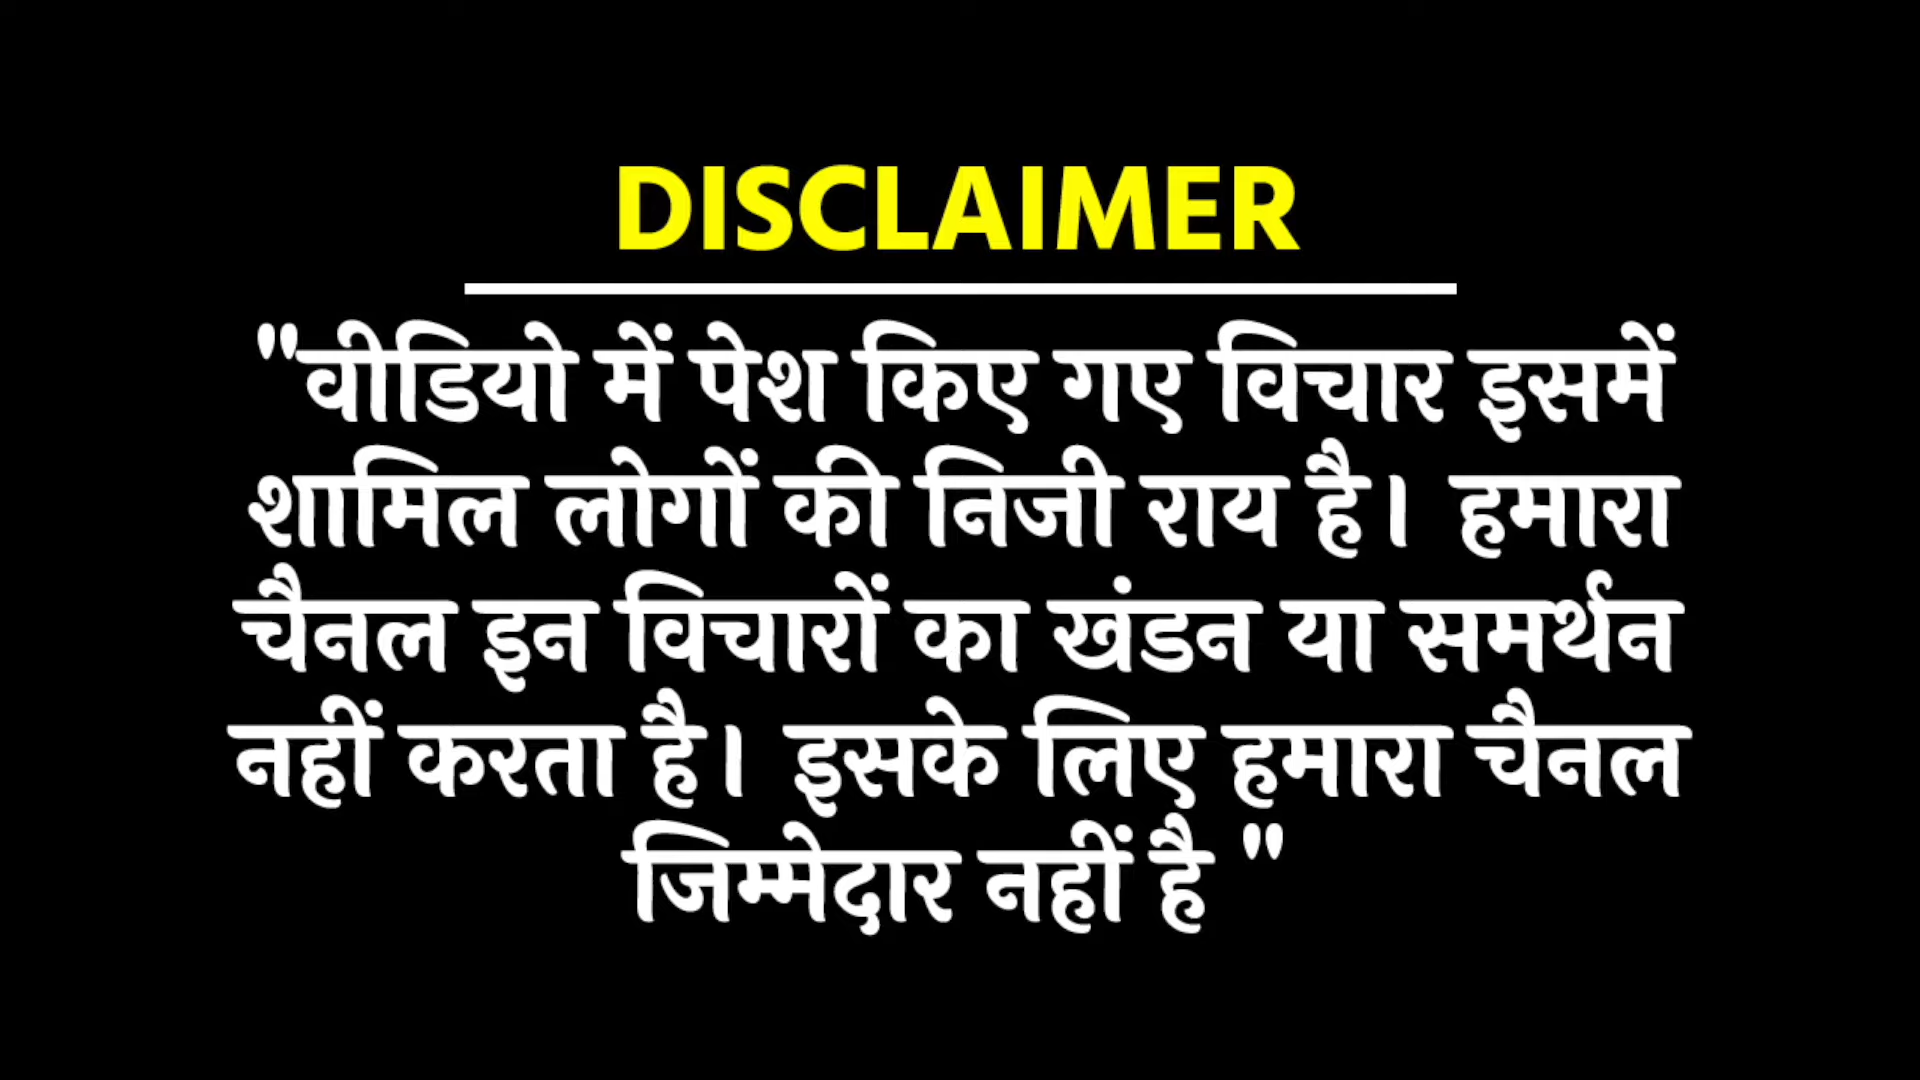 DISCLAIMER
"वीडियो में पेश किए गए विचार इसमें
शामिल लोगों की निजी राय है। हमारा
चैनल इन विचारों का खंडन या समर्थन
नहीं करता है। इसके लिए हमारा चैनल
जिम्मेदार नहीं है "